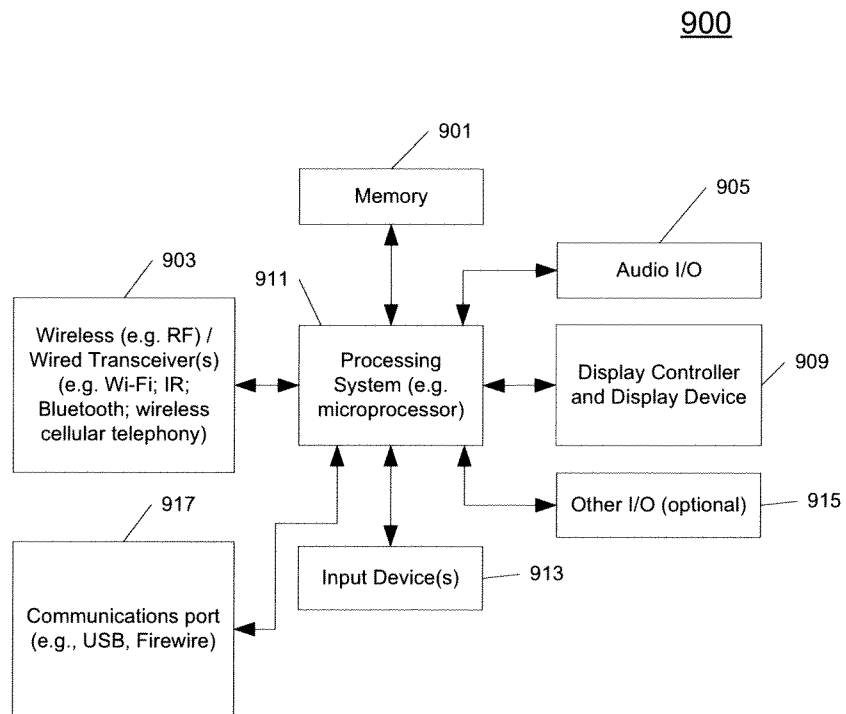 900
901
Memory
905
Audio I/O
903
Wireless (e.g. RF) /
Wired Transceiver(s)
(e.g. Wi-Fi; IR;
Bluetooth; wireless
cellular telephony)
911
Processing
System (e.g.
microprocessor)
Display Controller
and Display Device
909
917
Communications port
(e.g., USB, Firewire)
Input Device(s)
913
Other I/O (optional)
915